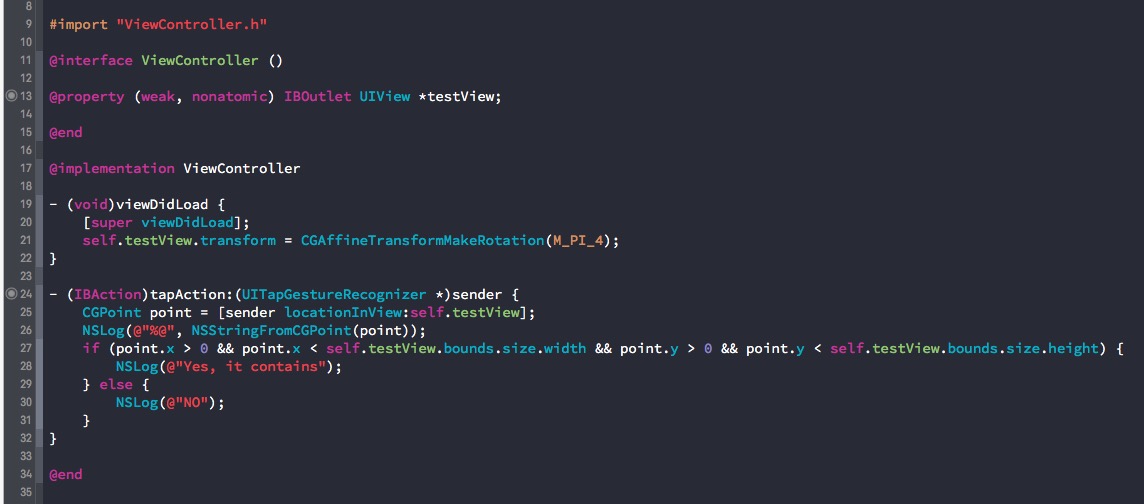 8
9 #import "ViewController.h"
10
11 @interface ViewController ()
12
13 @property (weak, nonatomic) IBOutlet UIView *testView;
14
15 @end
16
17 @implementation ViewController
18
19 - (void)viewDidLoad {
20     [super viewDidLoad];
21     self.testView.transform = CGAffineTransformMakeRotation(M_PI_4);
22 }
23
24 - (IBAction)tapAction:(UITapGestureRecognizer *)sender {
25     CGPoint point = [sender locationInView:self.testView];
26     NSLog(@"%@", NSStringFromCGPoint(point));
27     if (point.x > 0 && point.x < self.testView.bounds.size.width && point.y > 0 && point.y < self.testView.bounds.size.height) {
28         NSLog(@"Yes, it contains");
29     } else {
30         NSLog(@"NO");
31     }
32 }
33
34 @end
35